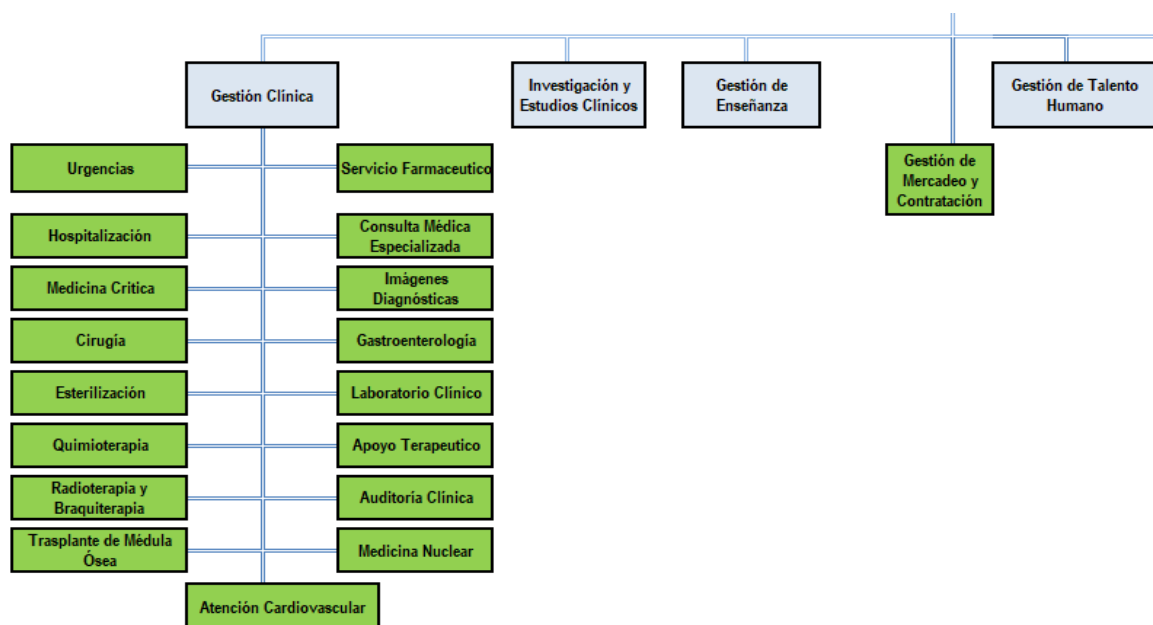 Gestión Clínica
Investigación y
Estudios Clínicos
Gestión de
Enseñanza
Gestión de Talento
Humano
Gestión de
Mercadeo y
Contratación
Urgencias
Servicio Farmaceutico
Hospitalización
Consulta Médica
Especializada
Medicina Critica
Imágenes
Diagnósticas
Cirugía
Gastroenterologia
Esterilización
Laboratorio Clínico
Quimioterapia
Apoyo Terapeutico
Radioterapia y
Braquiterapia
Auditoría Clínica
Trasplante de Médula
Ósea
Medicina Nuclear
Atención Cardiovascular